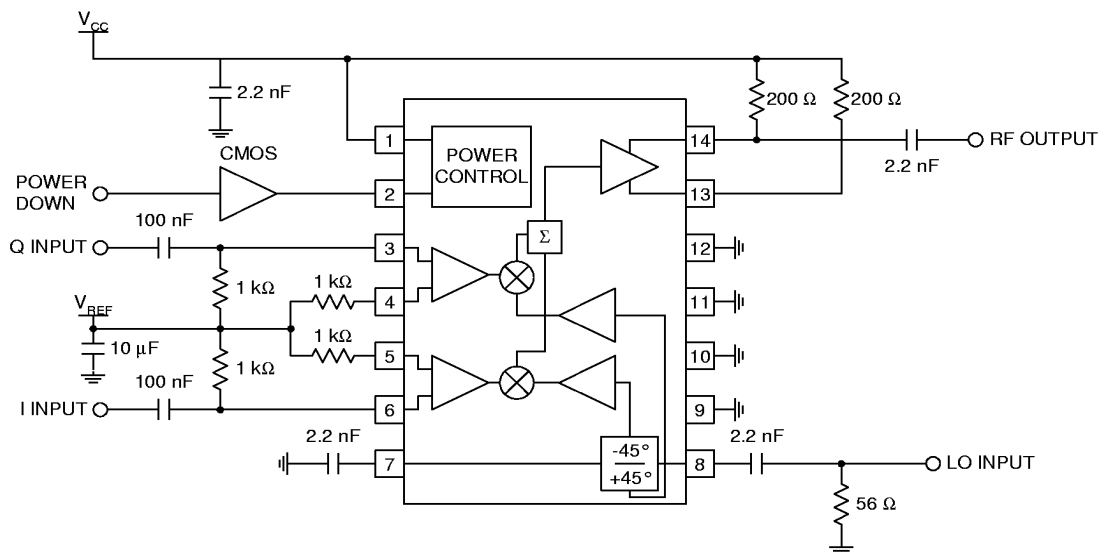 VCC
2.2 nF
200 Ω
200 Ω
1
14
RF OUTPUT
CMOS
POWER
CONTROL
2.2 nF
POWER
DOWN
2
13
100 nF
Q INPUT
3
Σ
12
1 kΩ
1 kΩ
4
11
VREF
1 kΩ
10 µF
5
10
1 kΩ
100 nF
I INPUT
6
9
2.2 nF
2.2 nF
7
-45°
+45°
8
LO INPUT
56 Ω